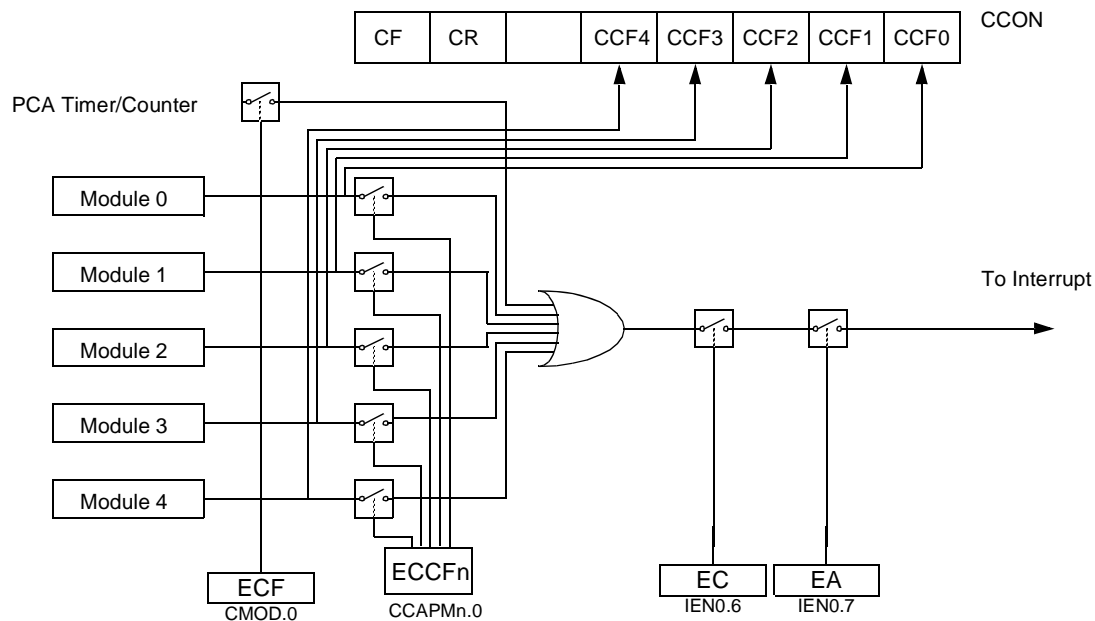 CCON
CF CR CCF4 CCF3 CCF2 CCF1 CCF0
PCA Timer/Counter
Module 0
Module 1
To Interrupt
Module 2
Module 3
Module 4
ECF
CMOD.0
ECCFn
CCAPMn.0
EC
IEN0.6
EA
IEN0.7